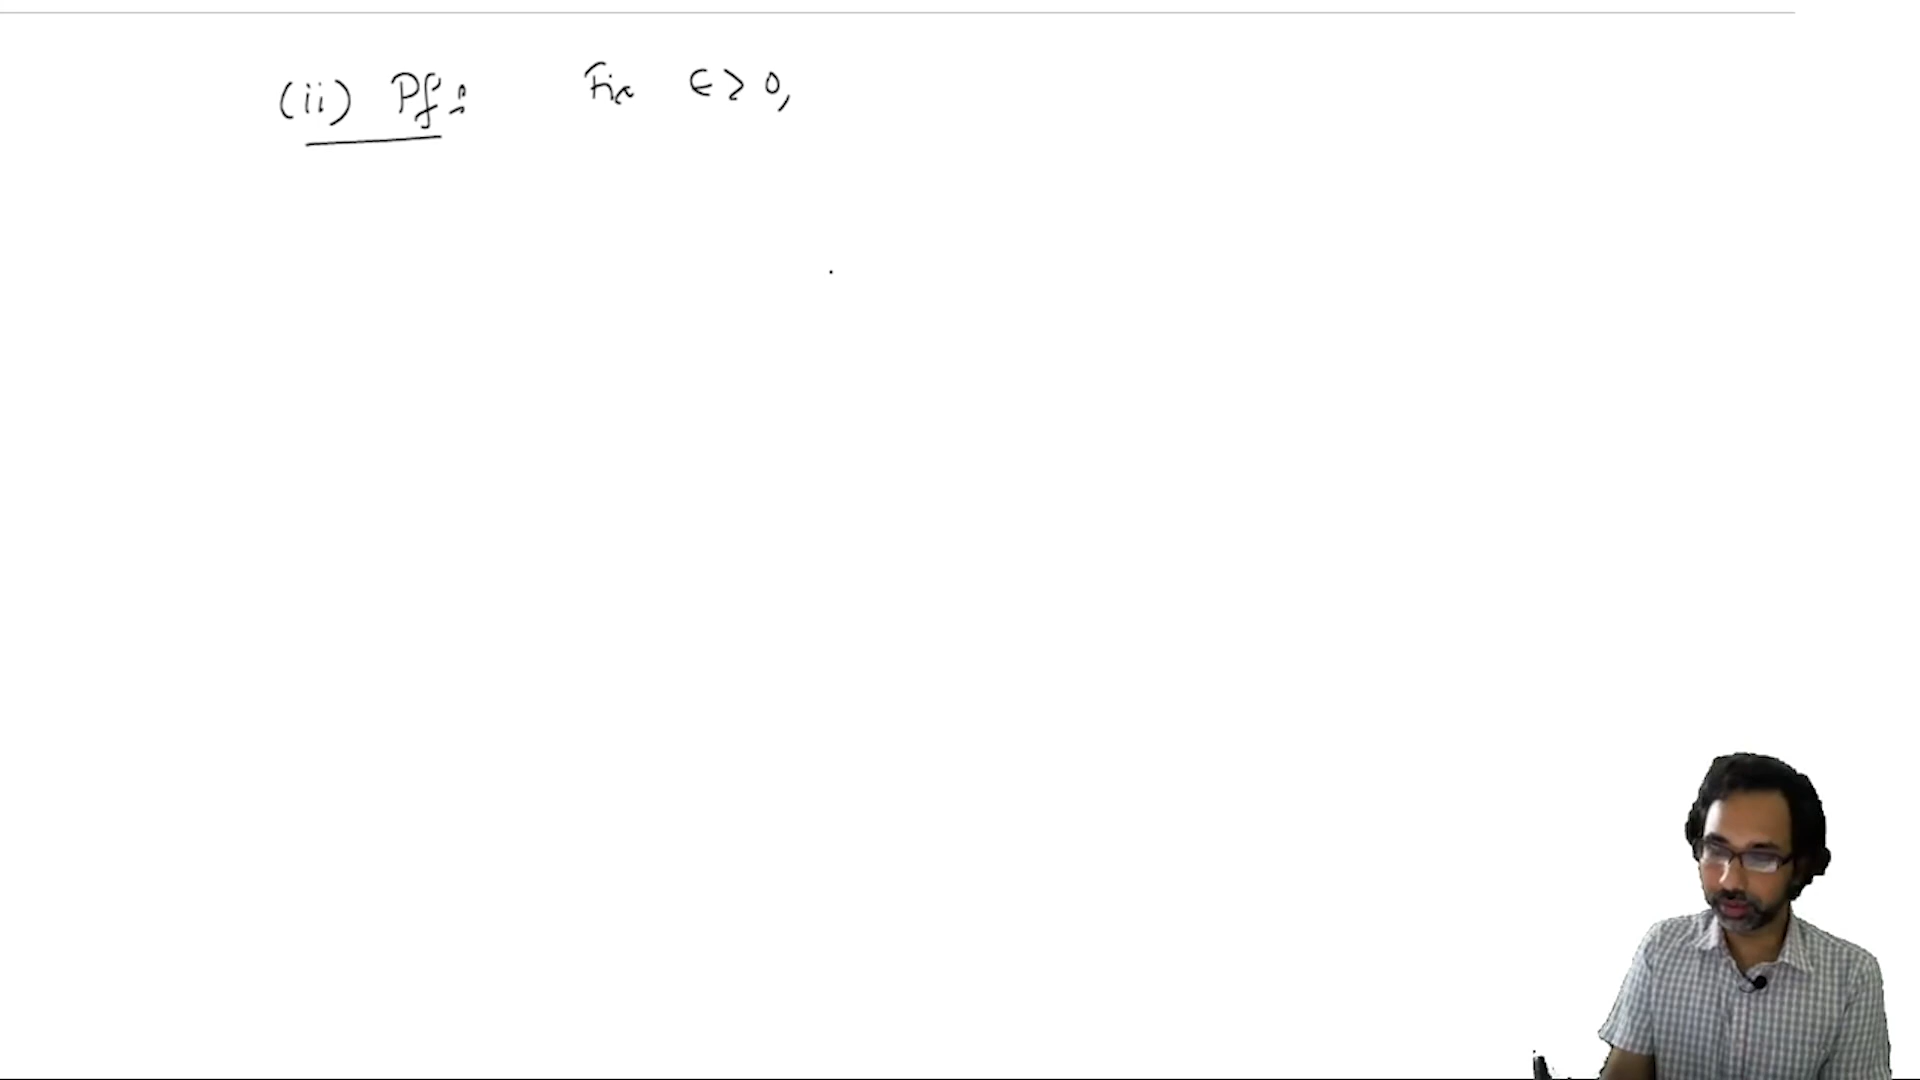 (ii) Pf: Fix ε > 0,